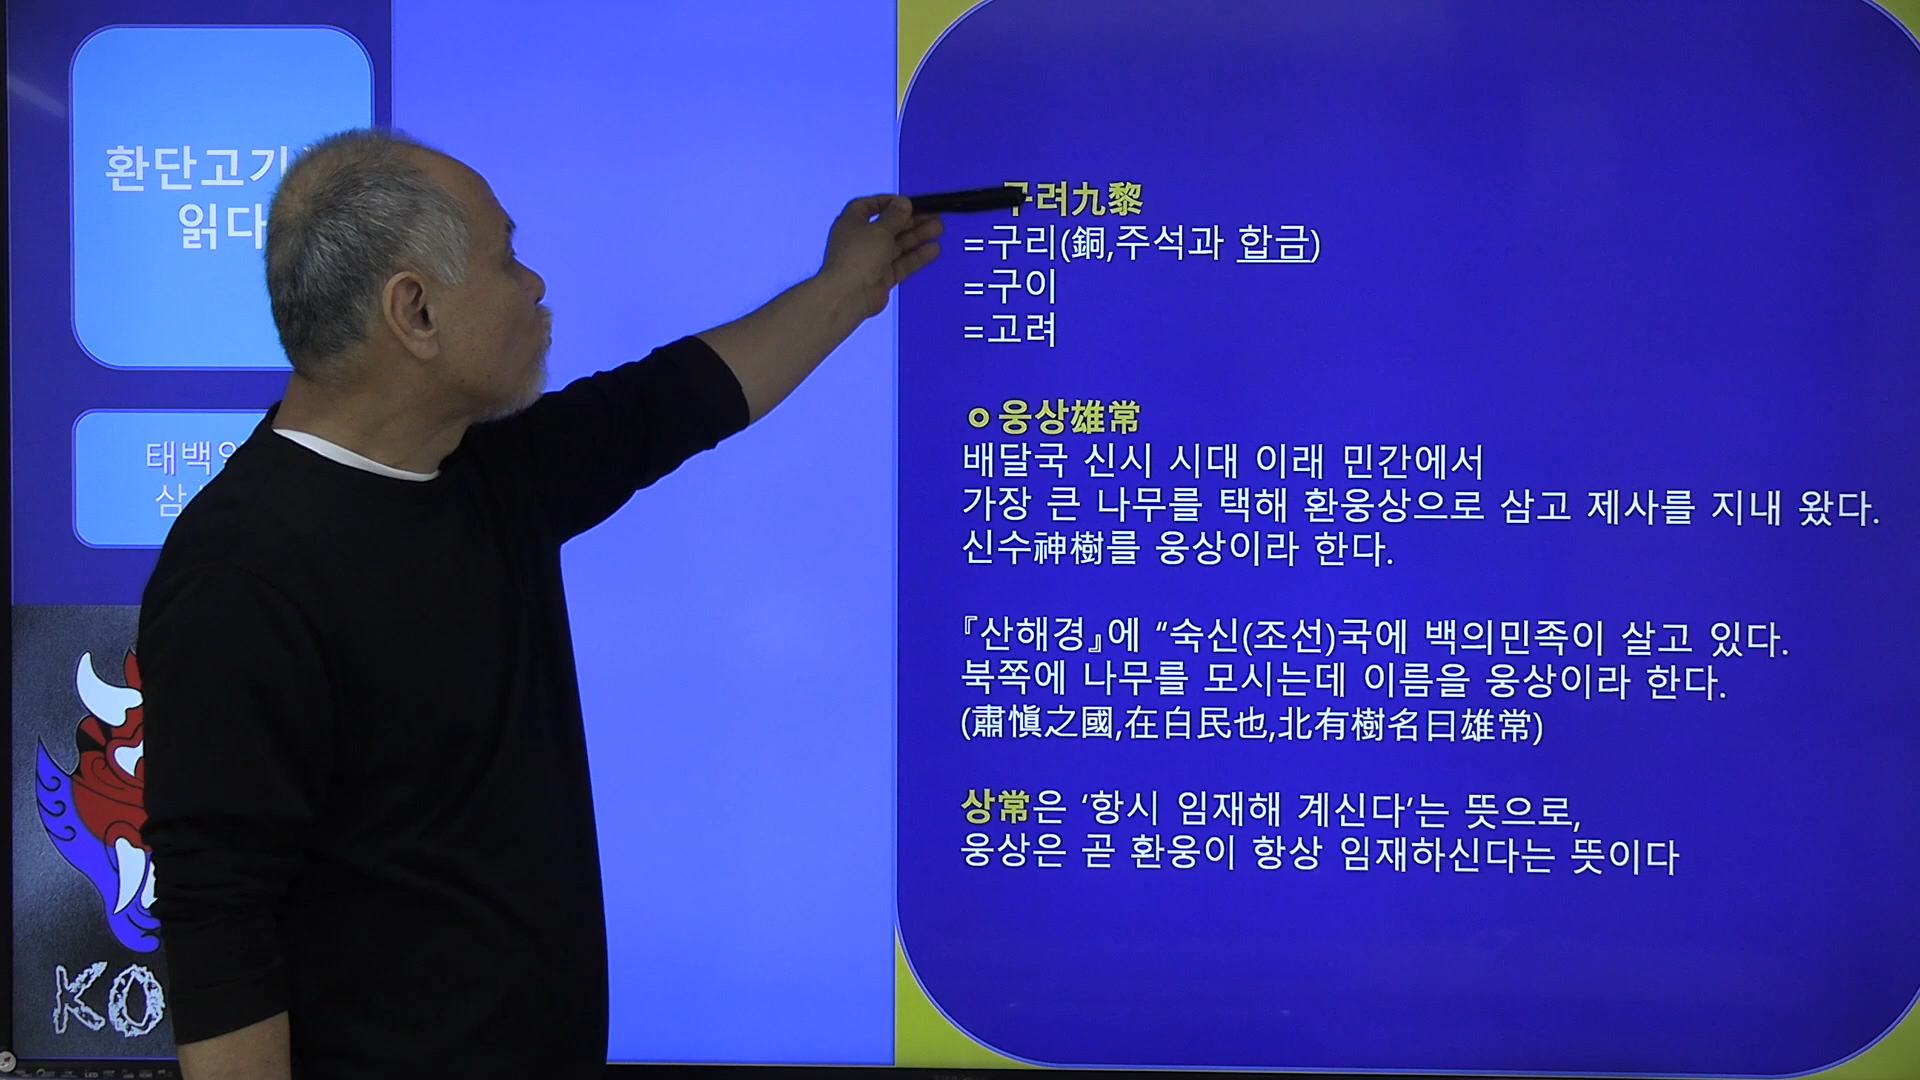 환단고기
읽다
태백
삼
구려九黎
=구리(銅,주석과 합금)
=구이
=고려
ㅇ웅상雄常
배달국 신시 시대 이래 민간에서
가장 큰 나무를 택해 환웅상으로 삼고 제사를 지내 왔다.
신수神樹를 웅상이라 한다.
『산해경』에 “숙신(조선)국에 백의민족이 살고 있다.
북쪽에 나무를 모시는데 이름을 웅상이라 한다.
(肅愼之國,在白民也,北有樹名曰雄常)
상常은 ‘항시 임재해 계신다’는 뜻으로,
웅상은 곧 환웅이 항상 임재하신다는 뜻이다
KO